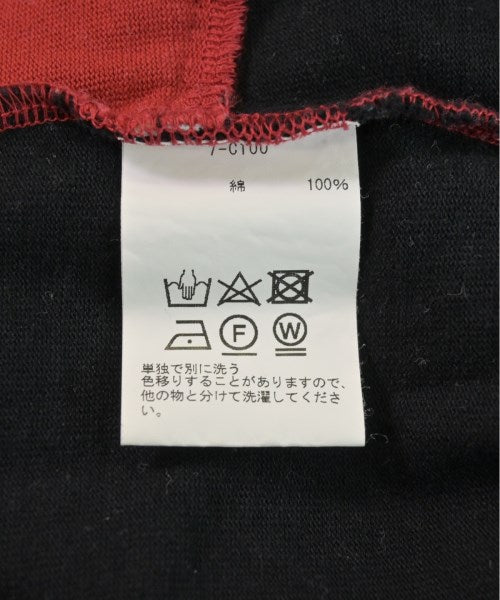 7-C100
綿 100%
F W
単独で別に洗う
色移りすることがありますので、
他の物と分けて洗濯してくださ
い。